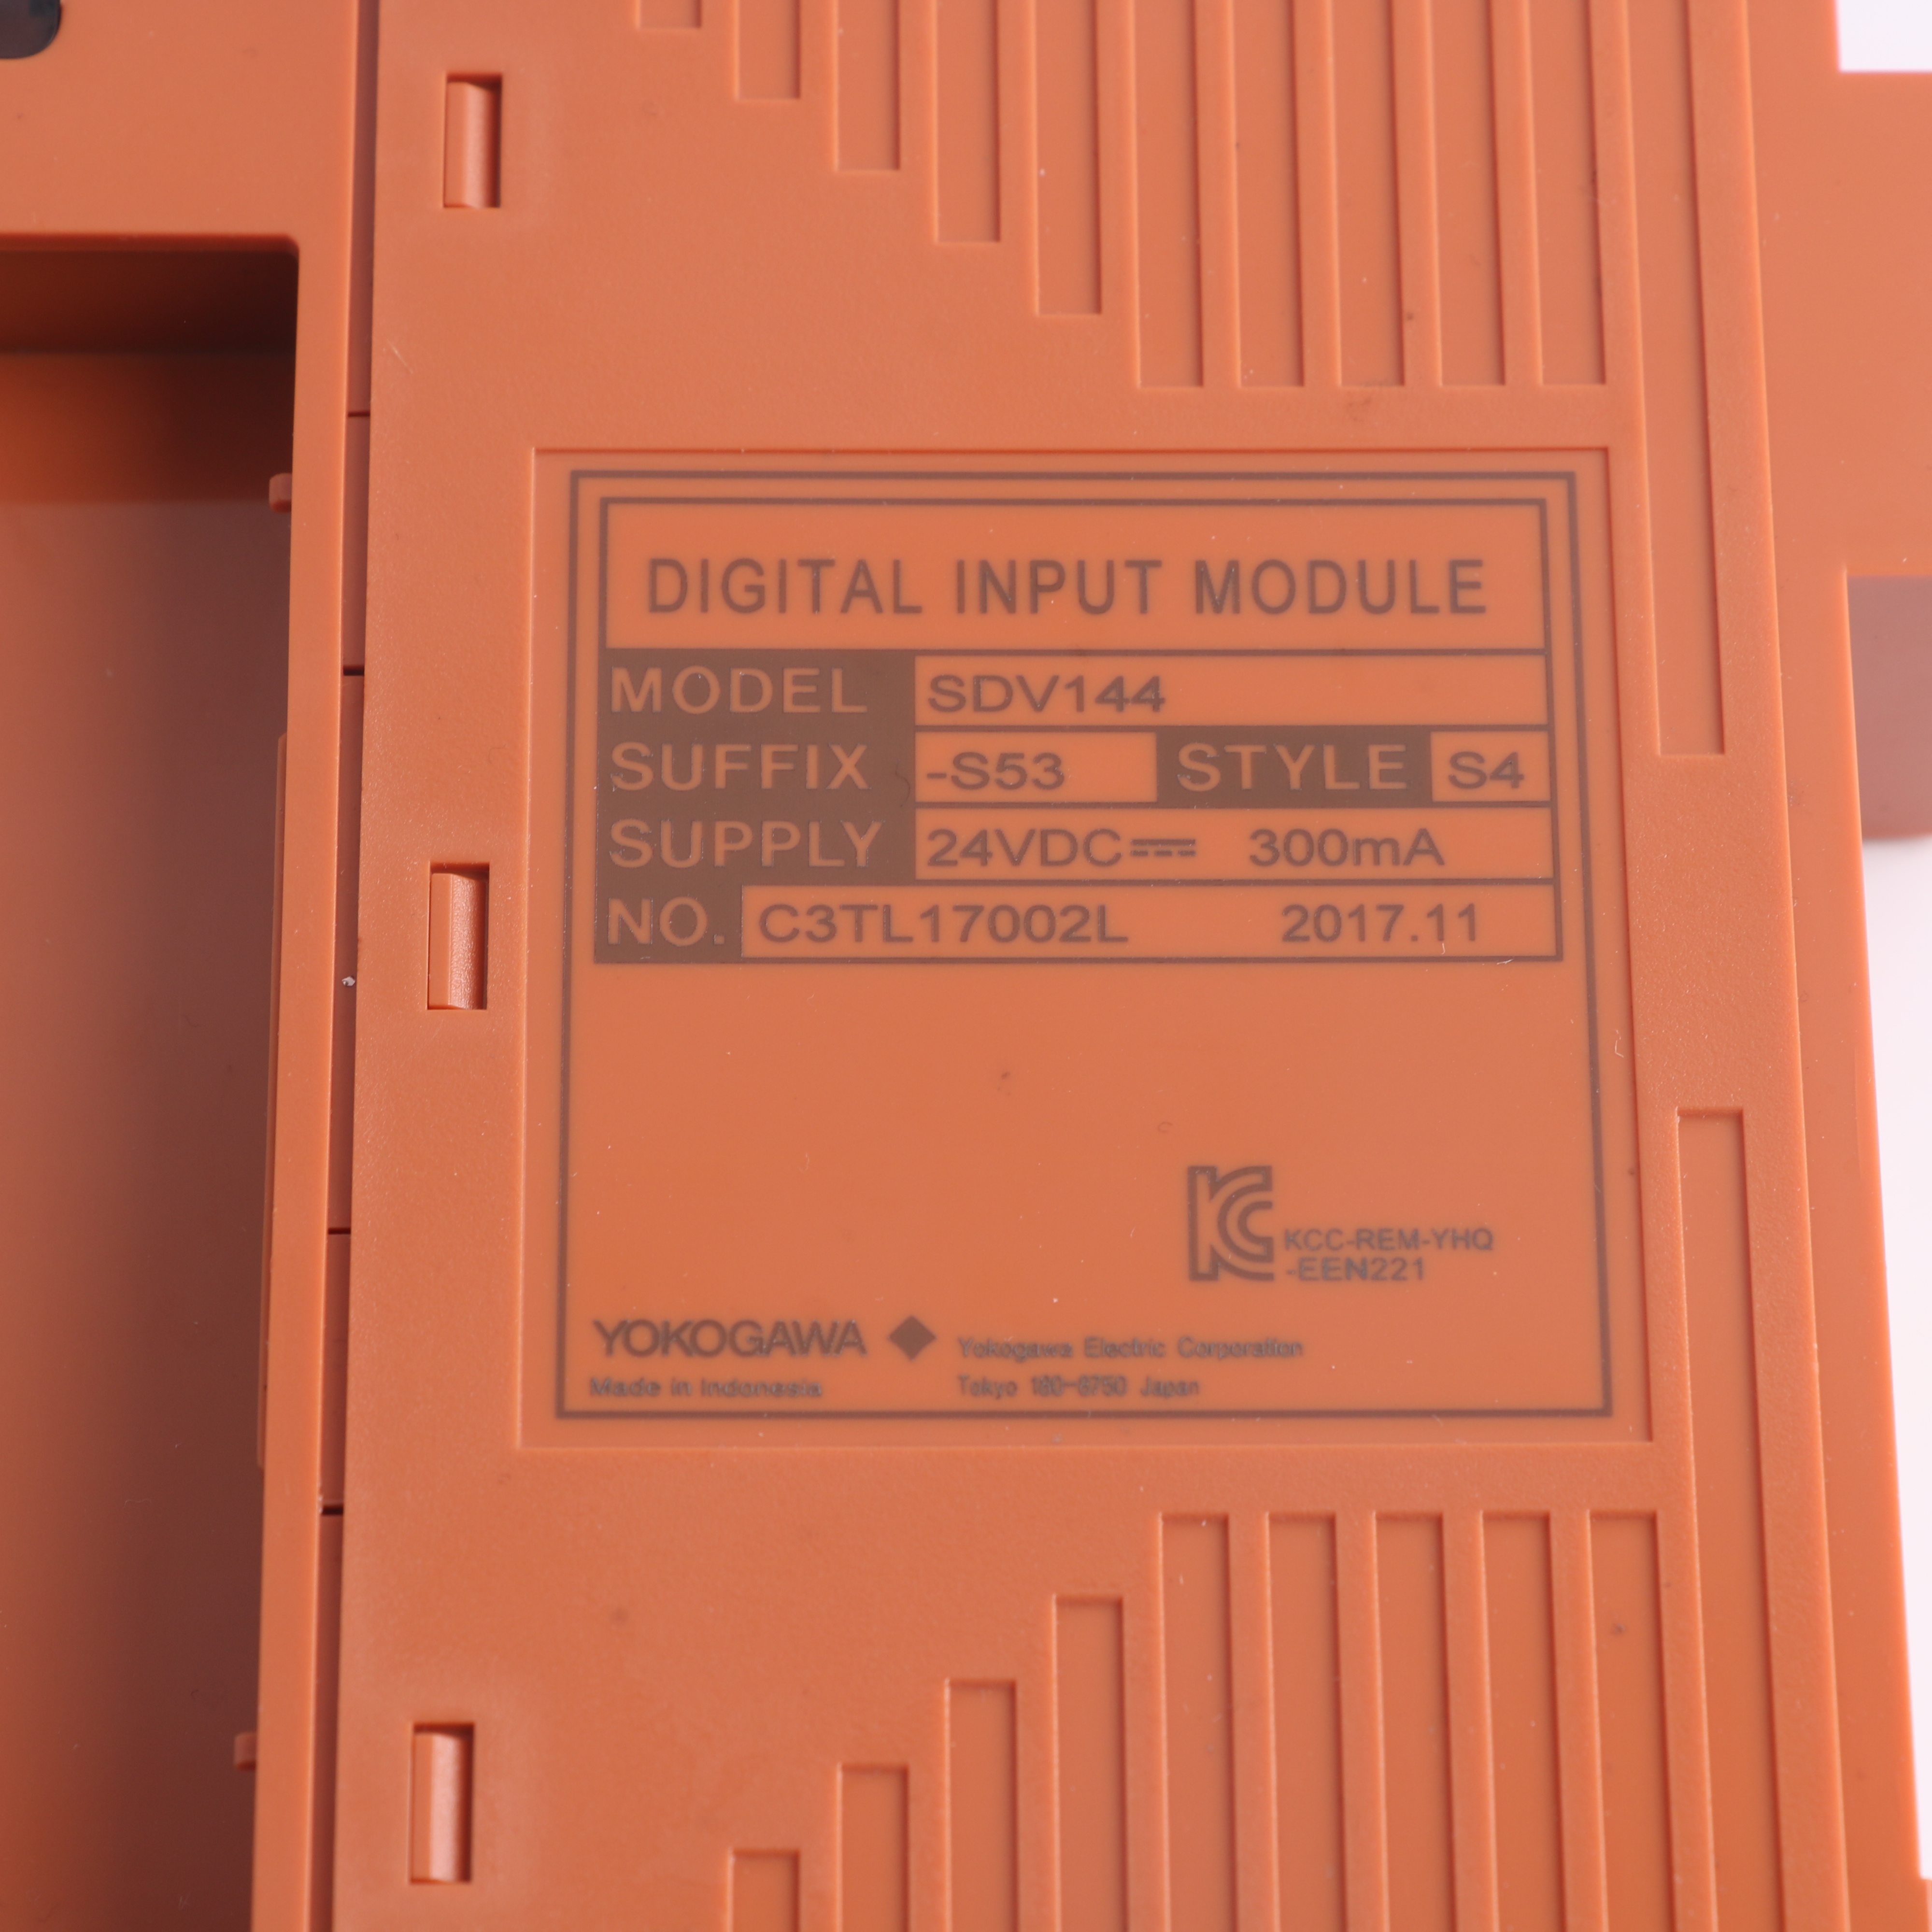 DIGITAL INPUT MODULE
MODEL SDV144
SUFFIX -S53 STYLE S4
SUPPLY 24VDC⎓ 300mA
NO. C3TL17002L 2017.11
KCC-REM-YHQ
-EEN221
YOKOGAWA ◆ Yokogawa Electric Corporation
Made in Indonesia Tokyo 180-8750 Japan